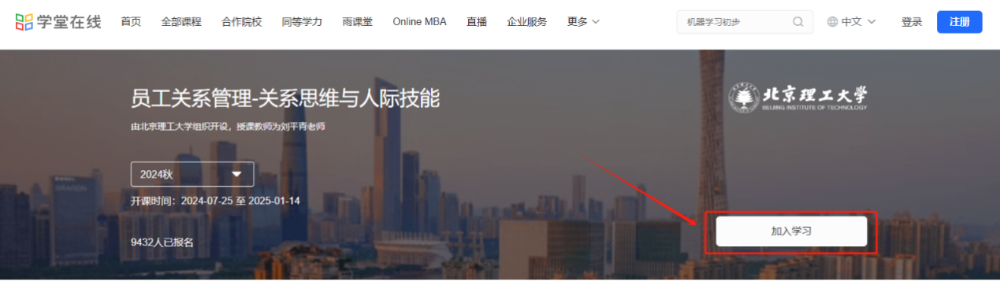 学堂在线 首页 全部课程 合作院校 同等学力 雨课堂 Online MBA 直播 企业服务 更多 机器学习初步 中文 登录 注册
员工关系管理-关系思维与人际技能
北京理工大学
BEIJING INSTITUTE OF TECHNOLOGY
由北京理工大学组织开设，授课教师为刘平青老师
2024秋
开课时间：2024-07-25 至 2025-01-14
加入学习
9432人已报名